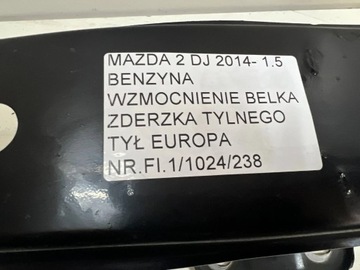 MAZDA 2 DJ 2014- 1.5
BENZYNA
WZMOCNIENIE BELKA
ZDERZKA TYLNEGO
TYŁ EUROPA
NR.FI.1/1024/238